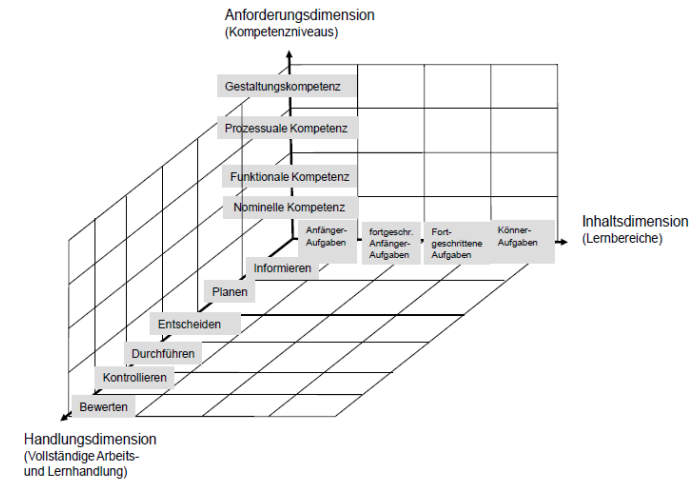 Anforderungsdimension
(Kompetenzniveaus)
Gestaltungskompetenz
Prozessuale Kompetenz
Funktionale Kompetenz
Nominelle Kompetenz
Anfänger-
Aufgaben
fortgeschr.
Anfänger-
Aufgaben
Fort-
geschrittene
Aufgaben
Könner-
Aufgaben
Inhaltsdimension
(Lernbereiche)
Informieren
Planen
Entscheiden
Durchführen
Kontrollieren
Bewerten
Handlungsdimension
(Vollständige Arbeits-
und Lernhandlung)